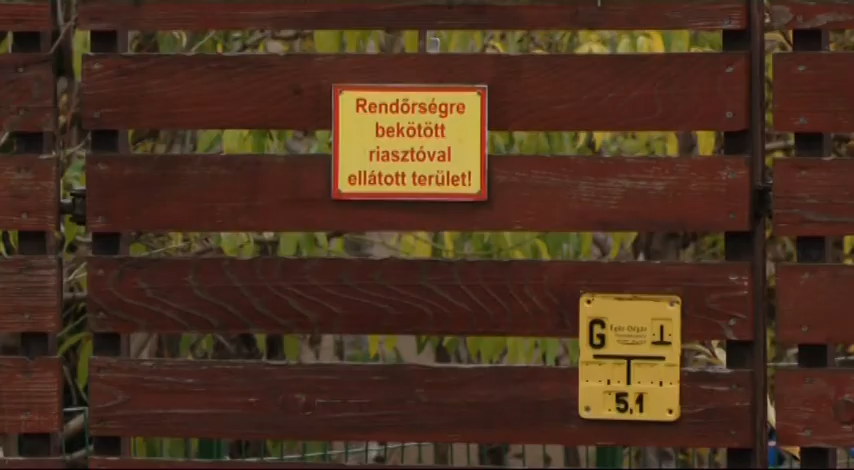 Rendőrségre
bekötött
riasztóval
ellátott terület!
G
5,1